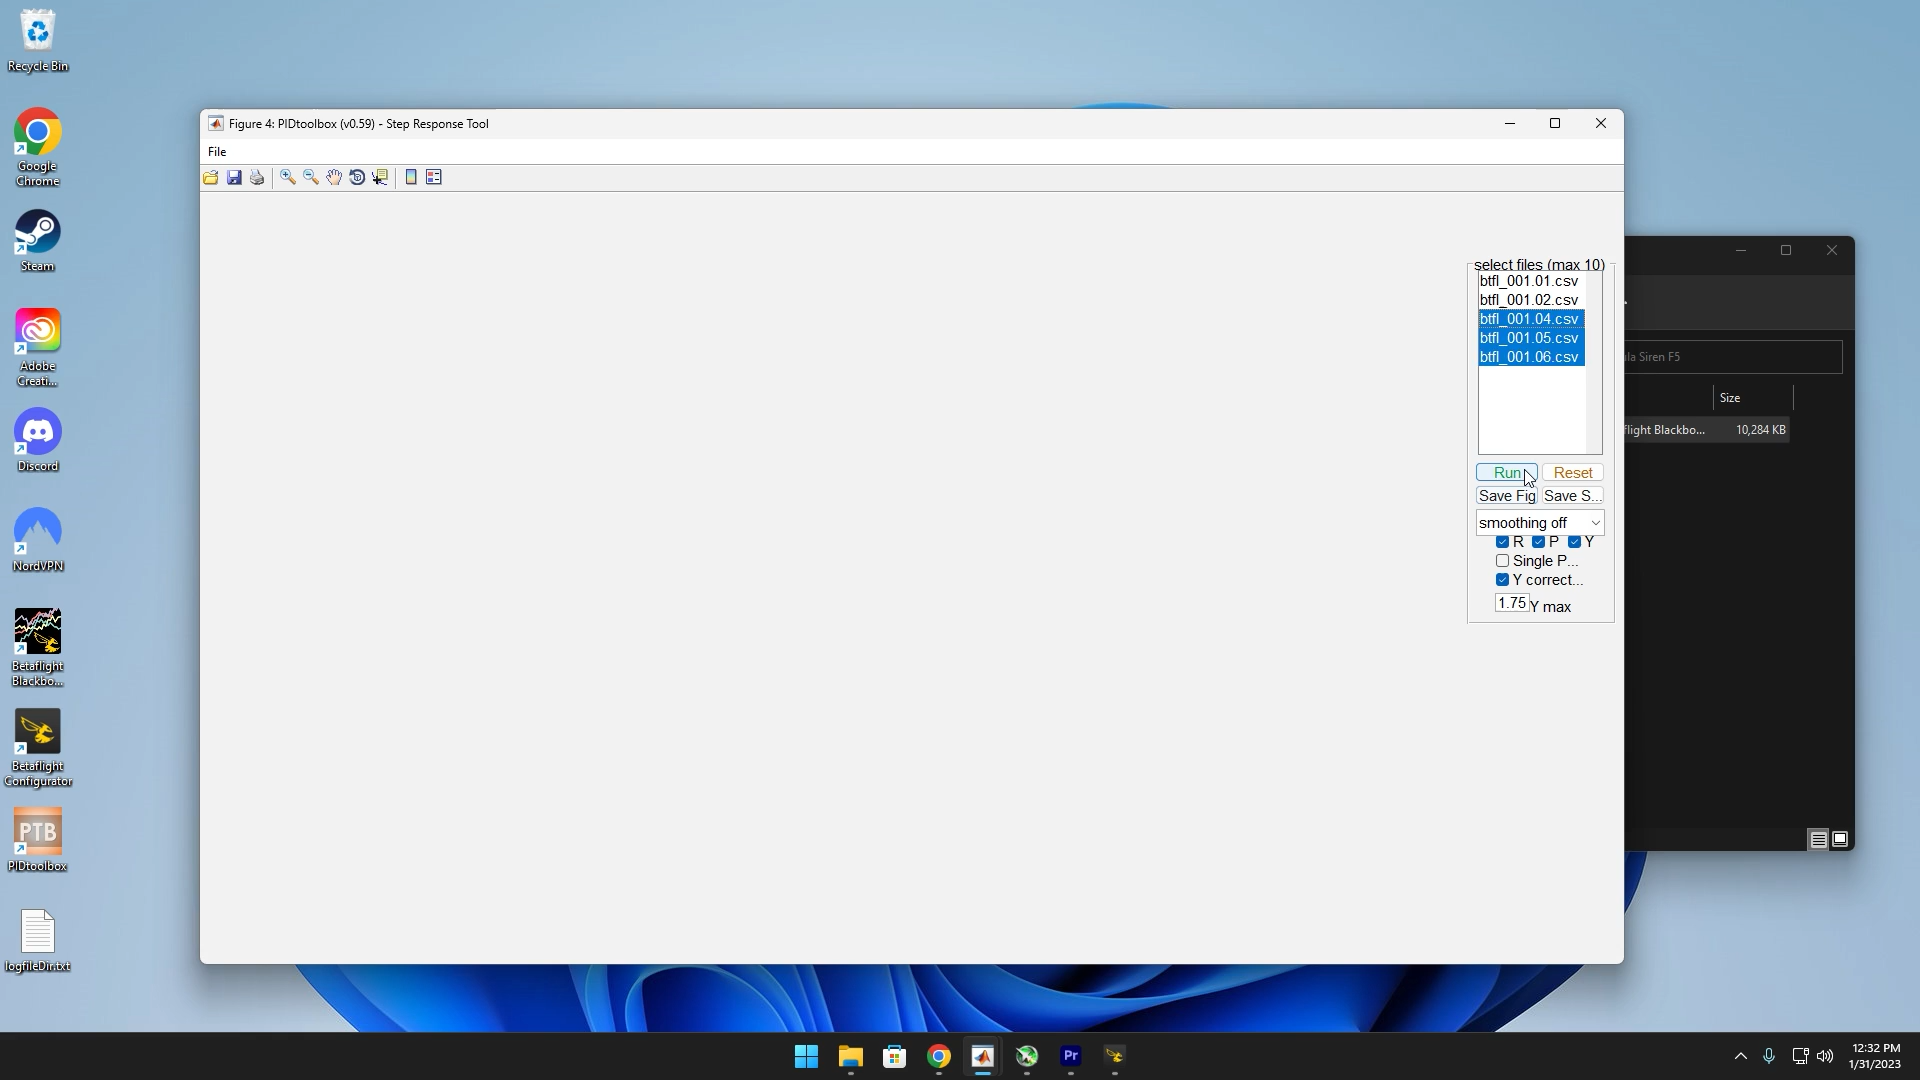 Recycle Bin
Google
Chrome
Steam
Adobe
Creati...
Discord
NordVPN
Betaflight
Blackbo...
Betaflight
Configurator
PTB
PIDtoolbox
logfileDir.txt
Figure 4: PIDtoolbox (v0.59) - Step Response Tool
File
select files (max 10)
btfl_001.01.csv
btfl_001.02.csv
btfl_001.04.csv
btfl_001.05.csv
btfl_001.06.csv
Run
Reset
Save Fig
Save S...
smoothing off
R P Y
Single P...
Y correct...
1.75 Y max
Siren F5
Size
flight Blackbo... 10,284 KB
Pr
12:32 PM
1/31/2023